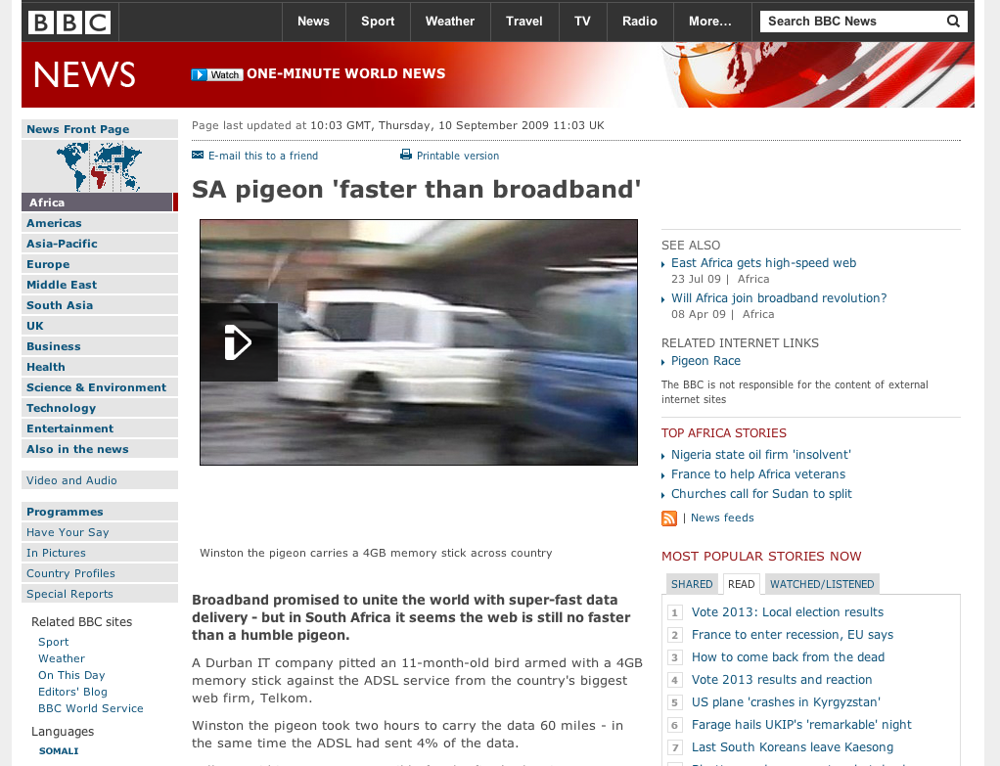 BBC
News
Sport
Weather
Travel
TV
Radio
More...
Search BBC News
NEWS
Watch ONE-MINUTE WORLD NEWS
News Front Page
Africa
Americas
Asia-Pacific
Europe
Middle East
South Asia
UK
Business
Health
Science & Environment
Technology
Entertainment
Also in the news
Video and Audio
Programmes
Have Your Say
In Pictures
Country Profiles
Special Reports
Related BBC sites
Sport
Weather
On This Day
Editors' Blog
BBC World Service
Languages
SOMALI
Page last updated at 10:03 GMT, Thursday, 10 September 2009 11:03 UK
E-mail this to a friend
Printable version
SA pigeon 'faster than broadband'
Winston the pigeon carries a 4GB memory stick across country
Broadband promised to unite the world with super-fast data
delivery - but in South Africa it seems the web is still no faster
than a humble pigeon.
A Durban IT company pitted an 11-month-old bird armed with a 4GB
memory stick against the ADSL service from the country's biggest
web firm, Telkom.
Winston the pigeon took two hours to carry the data 60 miles - in
the same time the ADSL had sent 4% of the data.
SEE ALSO
East Africa gets high-speed web
23 Jul 09 | Africa
Will Africa join broadband revolution?
08 Apr 09 | Africa
RELATED INTERNET LINKS
Pigeon Race
The BBC is not responsible for the content of external
internet sites
TOP AFRICA STORIES
Nigeria state oil firm 'insolvent'
France to help Africa veterans
Churches call for Sudan to split
| News feeds
MOST POPULAR STORIES NOW
SHARED
READ
WATCHED/LISTENED
1 Vote 2013: Local election results
2 France to enter recession, EU says
3 How to come back from the dead
4 Vote 2013 results and reaction
5 US plane 'crashes in Kyrgyzstan'
6 Farage hails UKIP's 'remarkable' night
7 Last South Koreans leave Kaesong